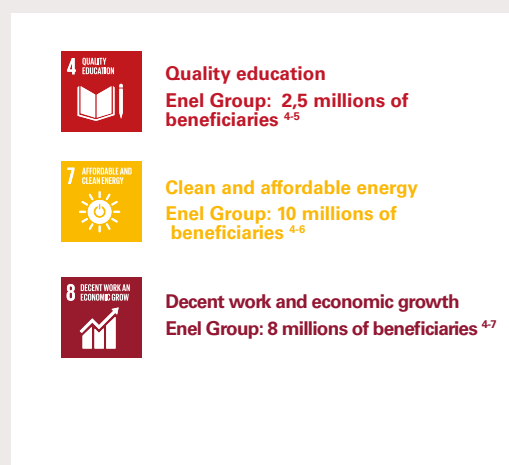 4 QUALITY
EDUCATION
Quality education
Enel Group: 2,5 millions of
beneficiaries 4-5
7 AFFORDABLE AND
CLEAN ENERGY
Clean and affordable energy
Enel Group: 10 millions of
beneficiaries 4-6
8 DECENT WORK AN
ECONOMIC GROW
Decent work and economic growth
Enel Group: 8 millions of beneficiaries 4-7